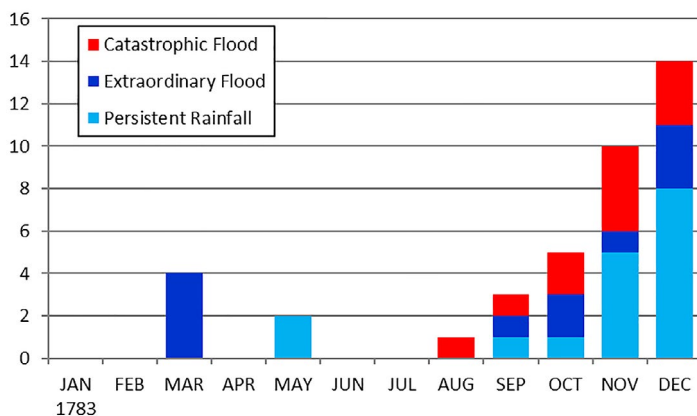 16
14
12
10
8
6
4
2
0
Catastrophic Flood
Extraordinary Flood
Persistent Rainfall
JAN FEB MAR APR MAY JUN JUL AUG SEP OCT NOV DEC
1783